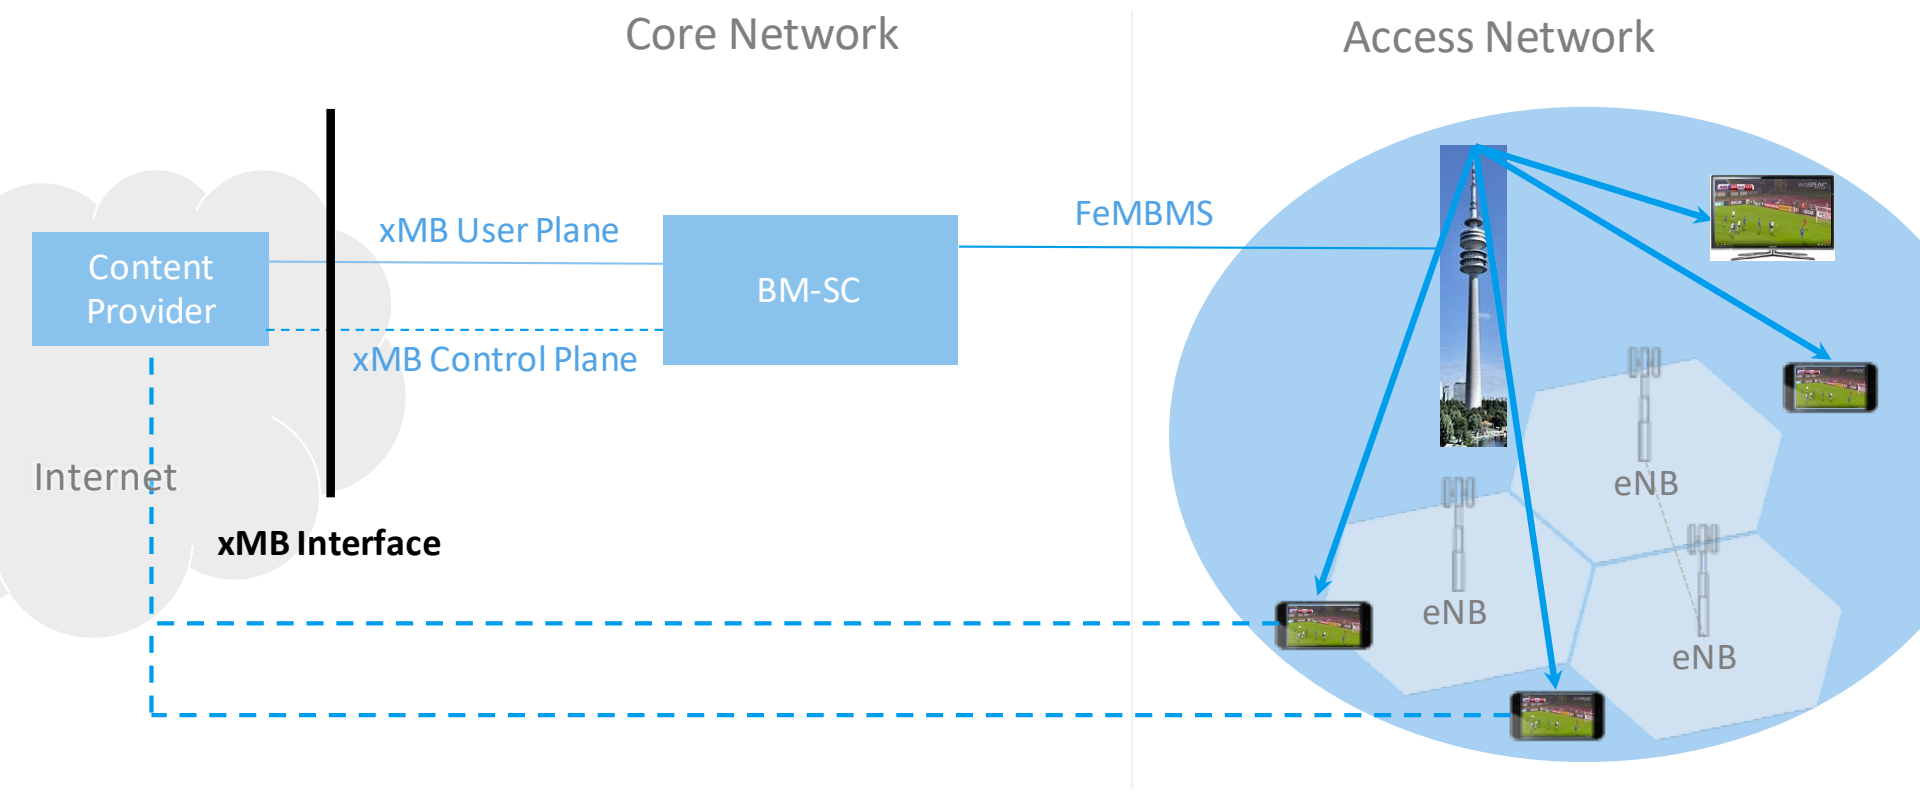 Core Network
Access Network
xMB User Plane
FeMBMS
Content
Provider
BM-SC
xMB Control Plane
Internet
eNB
xMB Interface
eNB
eNB